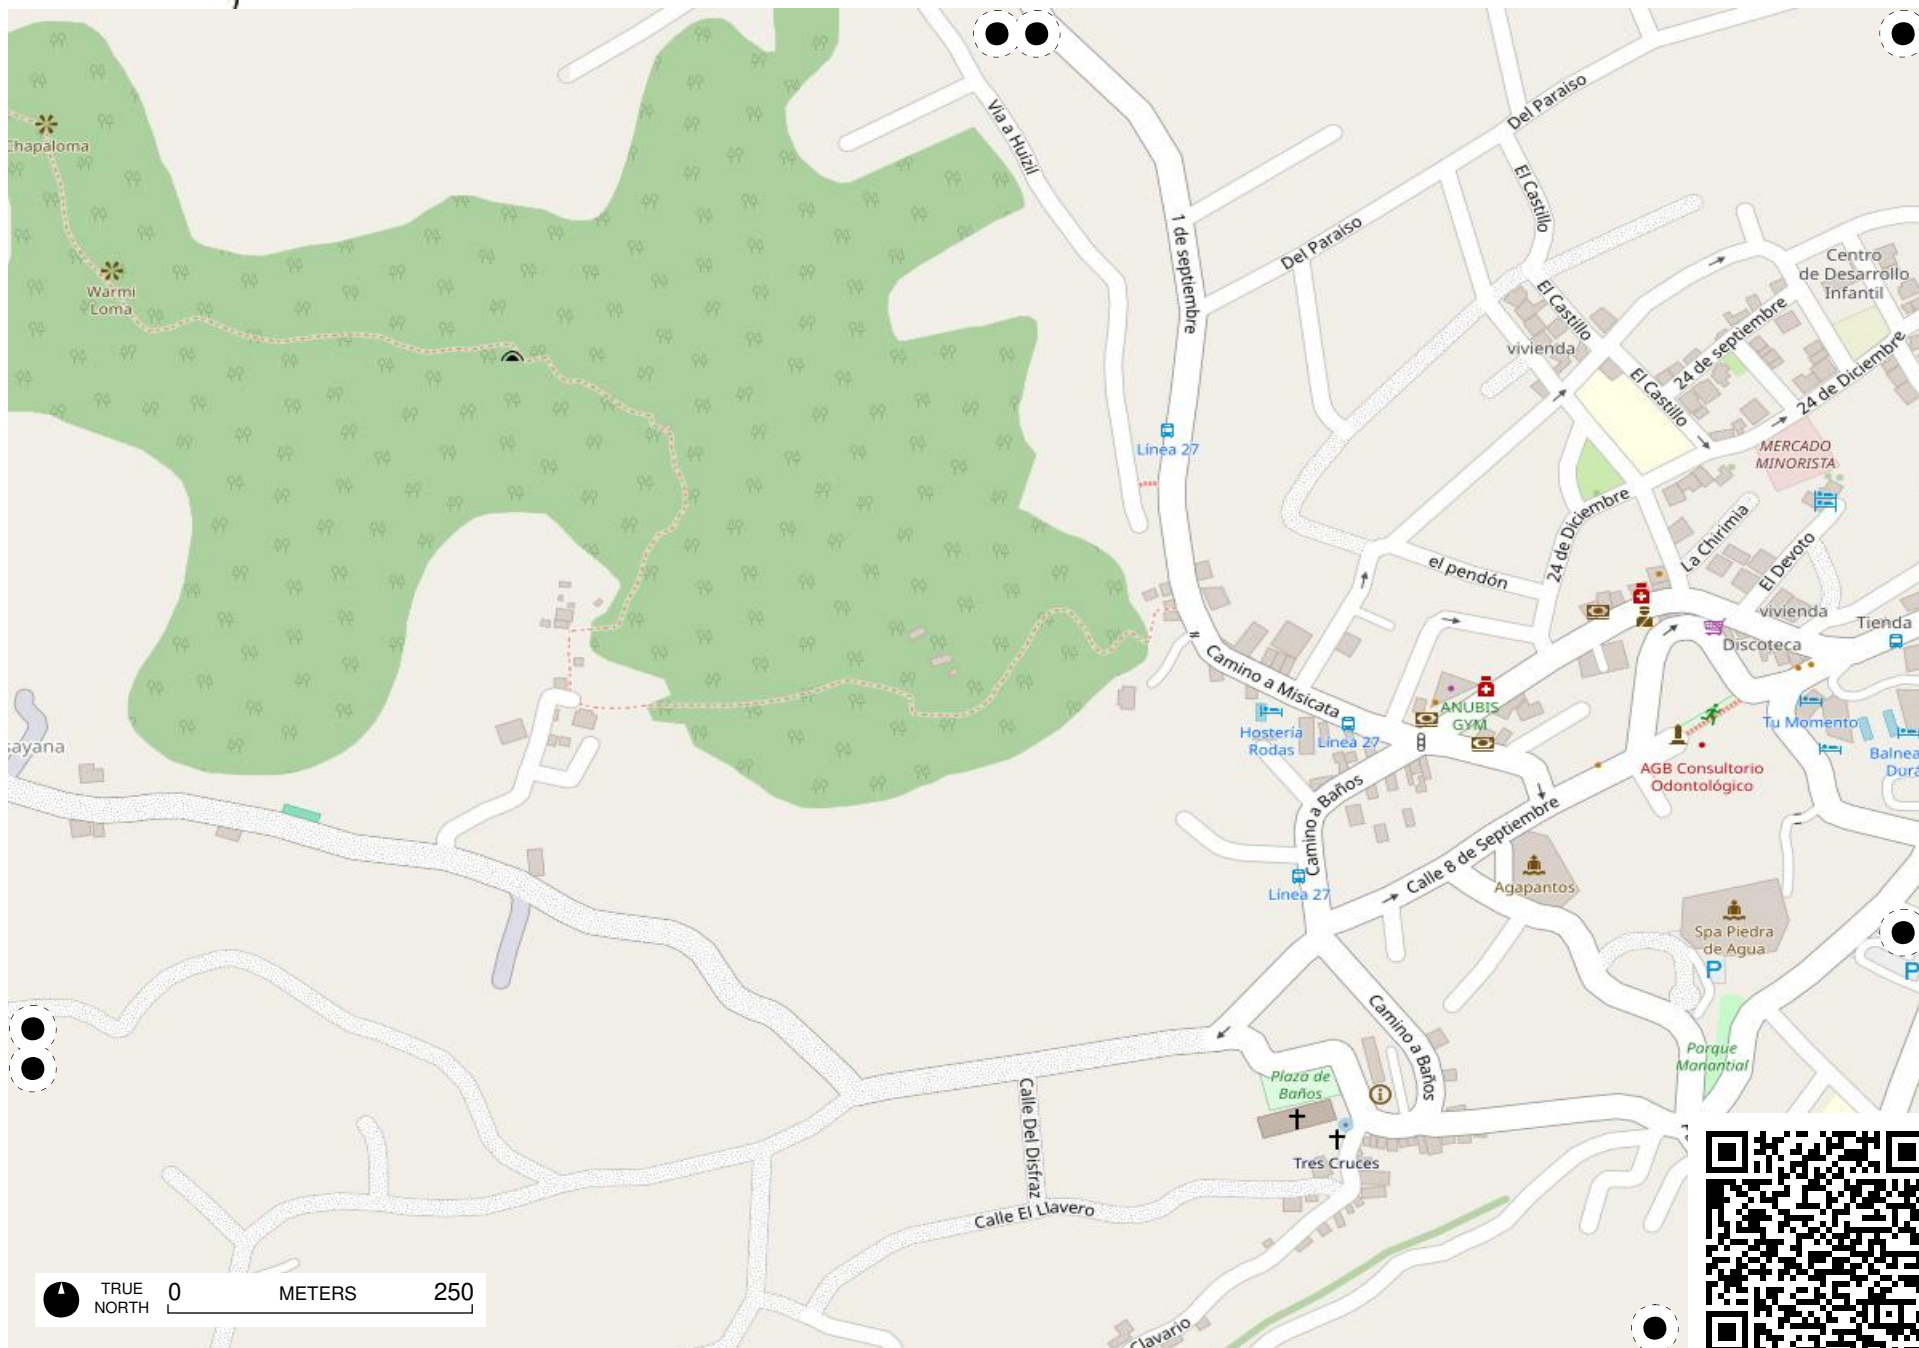 Chapaloma
Warmi
Loma
Via a Huizil
1 de septiembre
Del Paraiso
Del Paraiso
El Castillo
El Castillo
El Castillo
Centro
de Desarrollo
Infantil
vivienda
24 de septiembre
24 de Diciembre
MERCADO
MINORISTA
Línea 27
24 de Diciembre
el pendón
La Chirimia
El Devoto
vivienda
Tienda
Discoteca
Camino a Misicata
ANUBIS
GYM
Hostería
Rodas
Línea 27
Tu Momento
AGB Consultorio
Odontológico
Camino a Baños
Calle 8 de Septiembre
Línea 27
Agapantos
Spa Piedra
de Agua
P
P
Camino a Baños
Parque
Manantial
Plaza de
Baños
Tres Cruces
Calle Del Disfraz
Calle El Llavero
Clavario
TRUE
NORTH
0 METERS 250